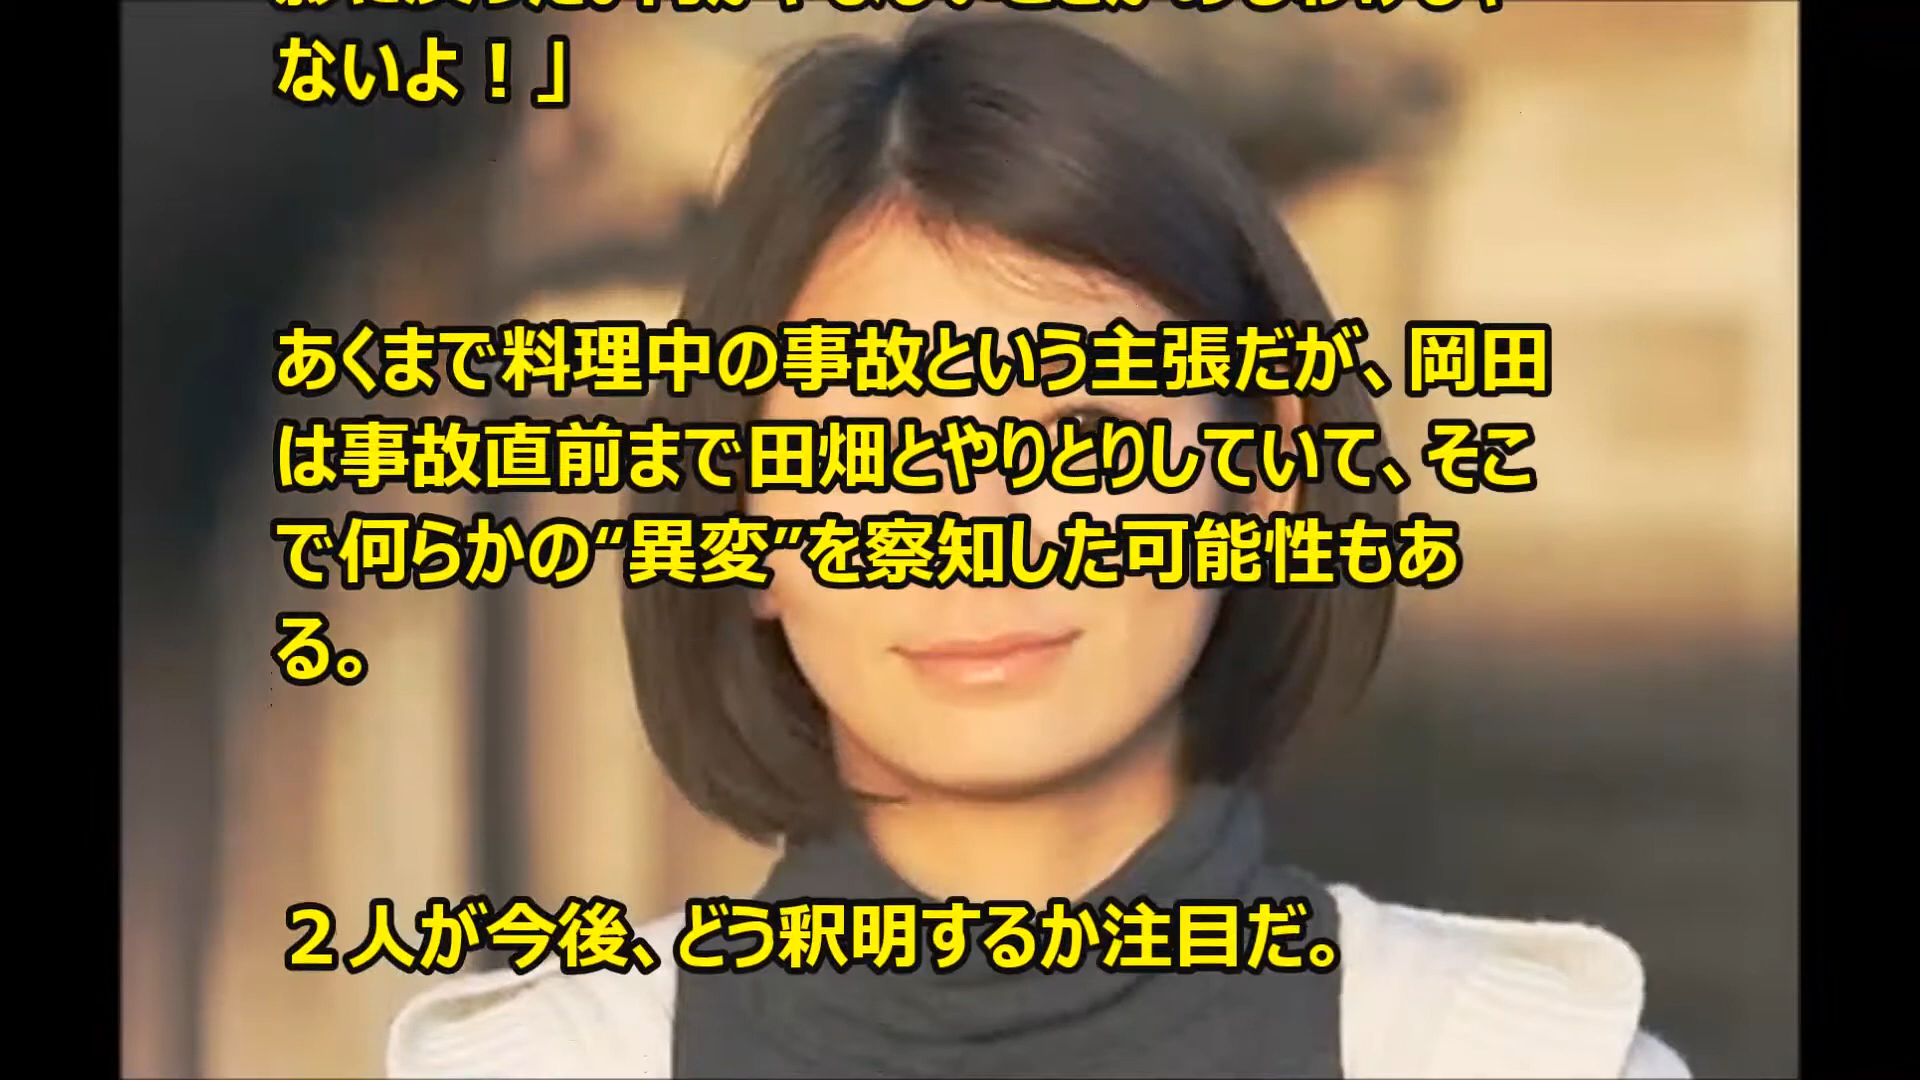 ないよ！」
あくまで料理中の事故という主張だが、岡田
は事故直前まで田畑とやりとりしていて、そこ
で何らかの“異変”を察知した可能性もあ
る。
２人が今後、どう釈明するか注目だ。